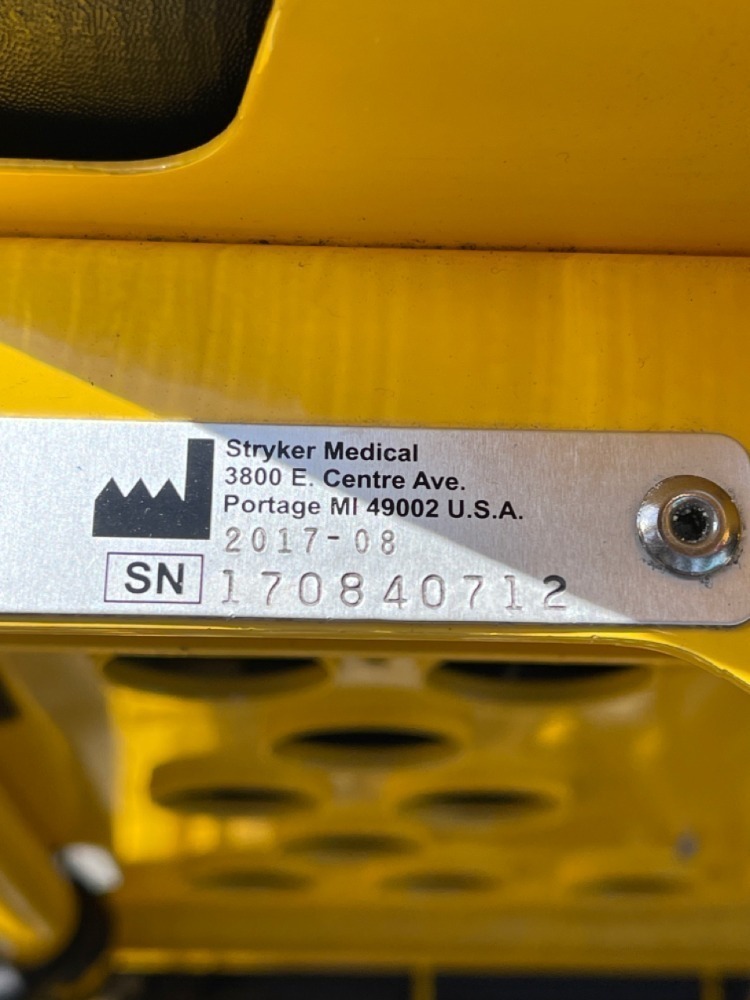 Stryker Medical
3800 E. Centre Ave.
Portage MI 49002 U.S.A.
2017-08
SN 170840712